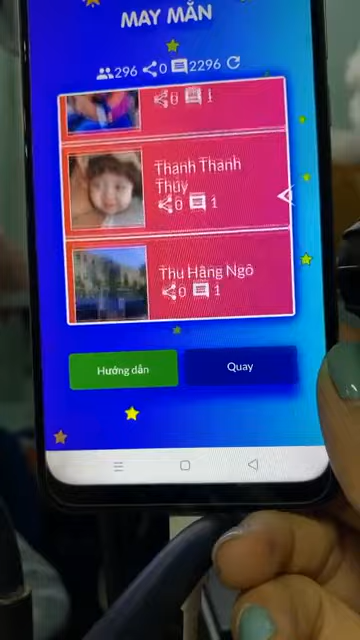 MAY MẮN
296 0 2296
0 1
Thanh Thanh
Thúy
0 1
Thu Hằng Ngô
0 1
Hướng dẫn
Quay